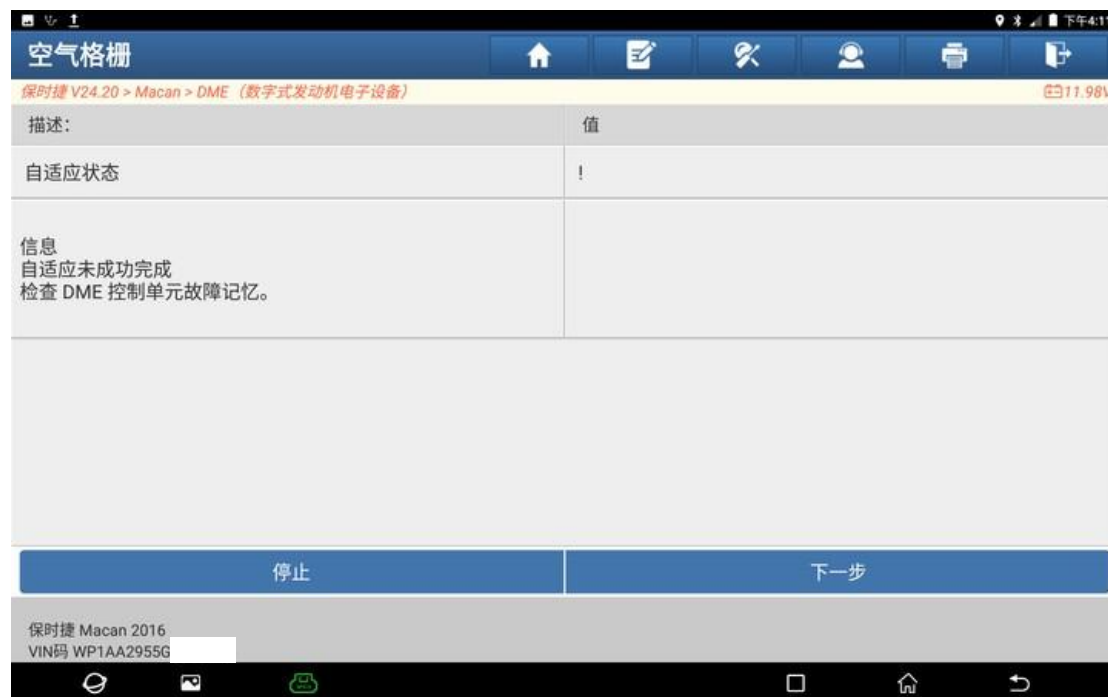 下午4:11
空气格栅
保时捷 V24.20 > Macan > DME（数字式发动机电子设备）
11.98V
描述: 值
自适应状态 !
信息
自适应未成功完成
检查 DME 控制单元故障记忆。
停止 下一步
保时捷 Macan 2016
VIN码 WP1AA2955G